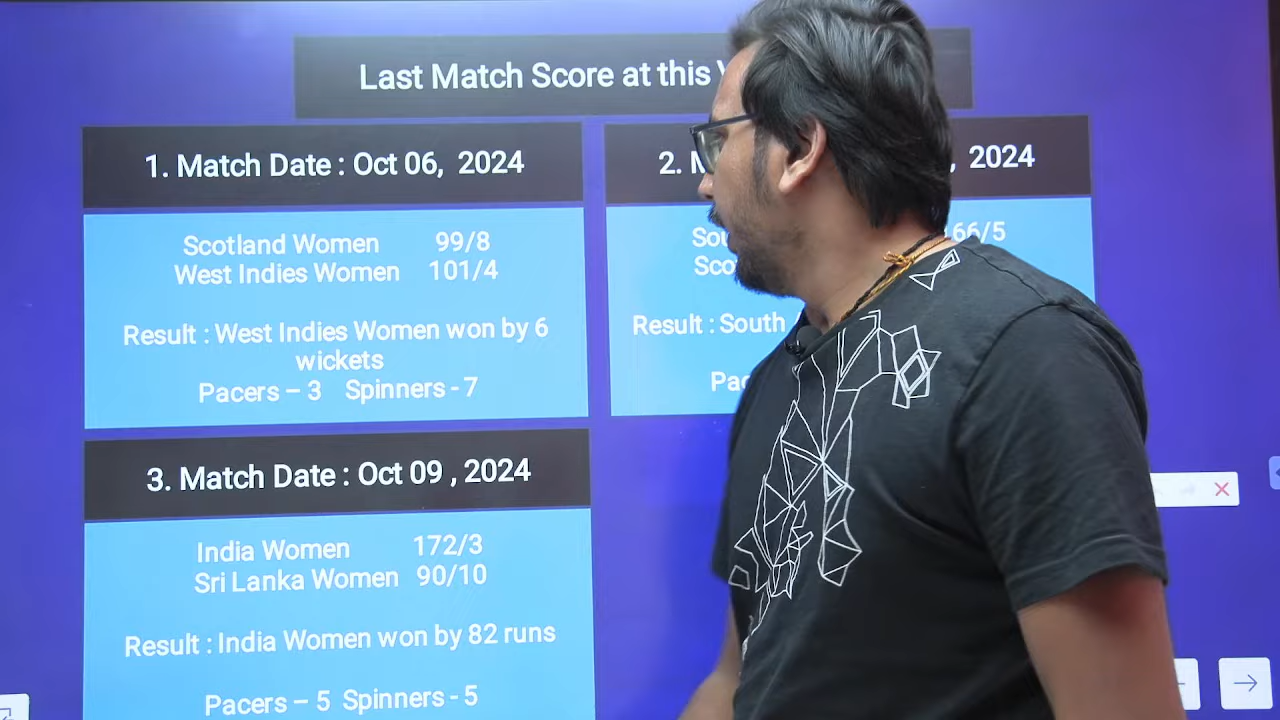 Last Match Score at this
1. Match Date : Oct 06, 2024
Scotland Women 99/8
West Indies Women 101/4
Result : West Indies Women won by 6
wickets
Pacers – 3 Spinners - 7
2. , 2024
66/5
Result : South
3. Match Date : Oct 09 , 2024
India Women 172/3
Sri Lanka Women 90/10
Result : India Women won by 82 runs
Pacers – 5 Spinners - 5